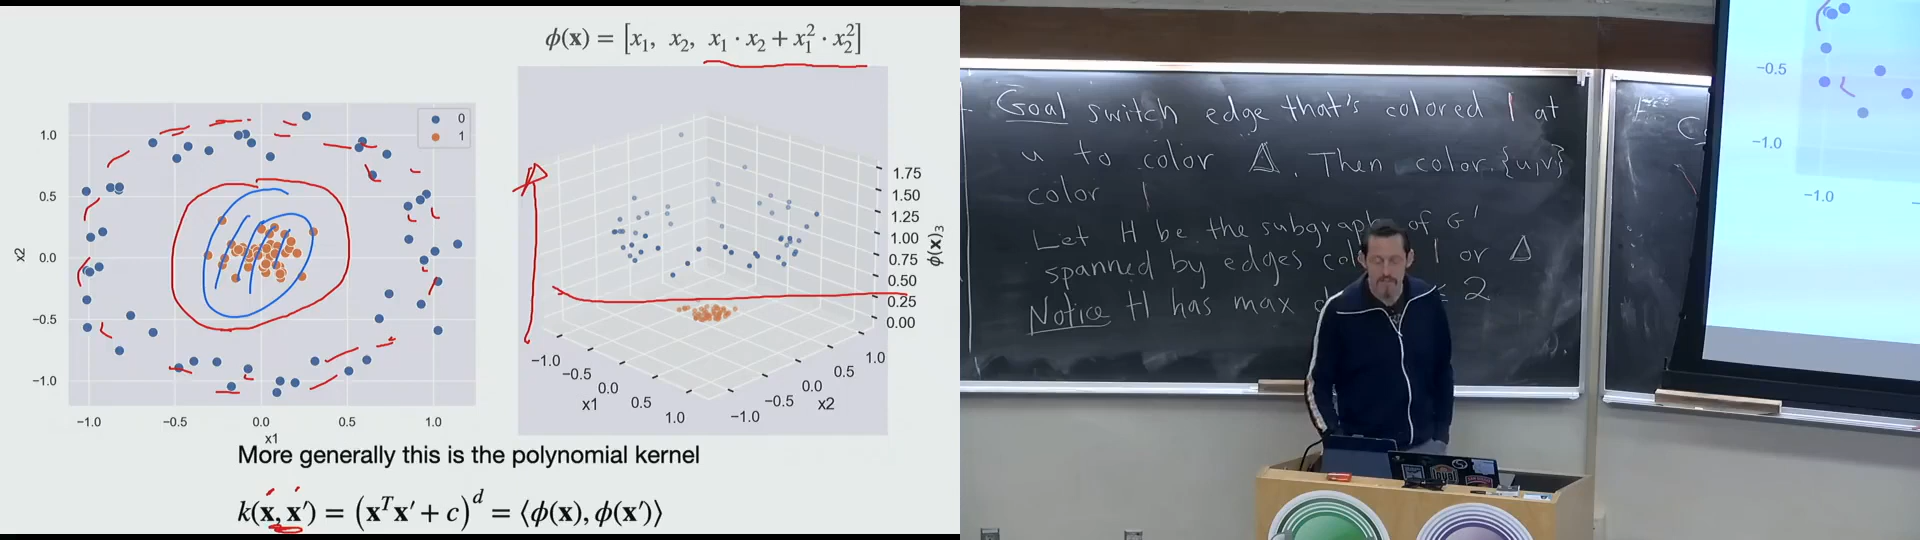 ϕ(x) = [x₁, x₂, x₁ · x₂ + x₁² · x₂²]
0
1
1.0
0.5
0.0
−0.5
−1.0
x2
−1.0 −0.5 0.0 0.5 1.0
x1
1.75
1.50
1.25
1.00
0.75
0.50
0.25
0.00
ϕ(x)₃
−1.0 −0.5 0.0 0.5 1.0
x1
−1.0 −0.5 0.0 0.5 1.0
x2
More generally this is the polynomial kernel
k(x, x′) = (xᵀx′ + c)ᵈ = ⟨ϕ(x), ϕ(x′)⟩
Goal switch edge that's colored 1 at
u to color Δ. Then color {u,v}
color 1
Let H be the subgraph of G'
spanned by edges 1 or Δ
Notice H has max 2
−0.5
−1.0
−1.0